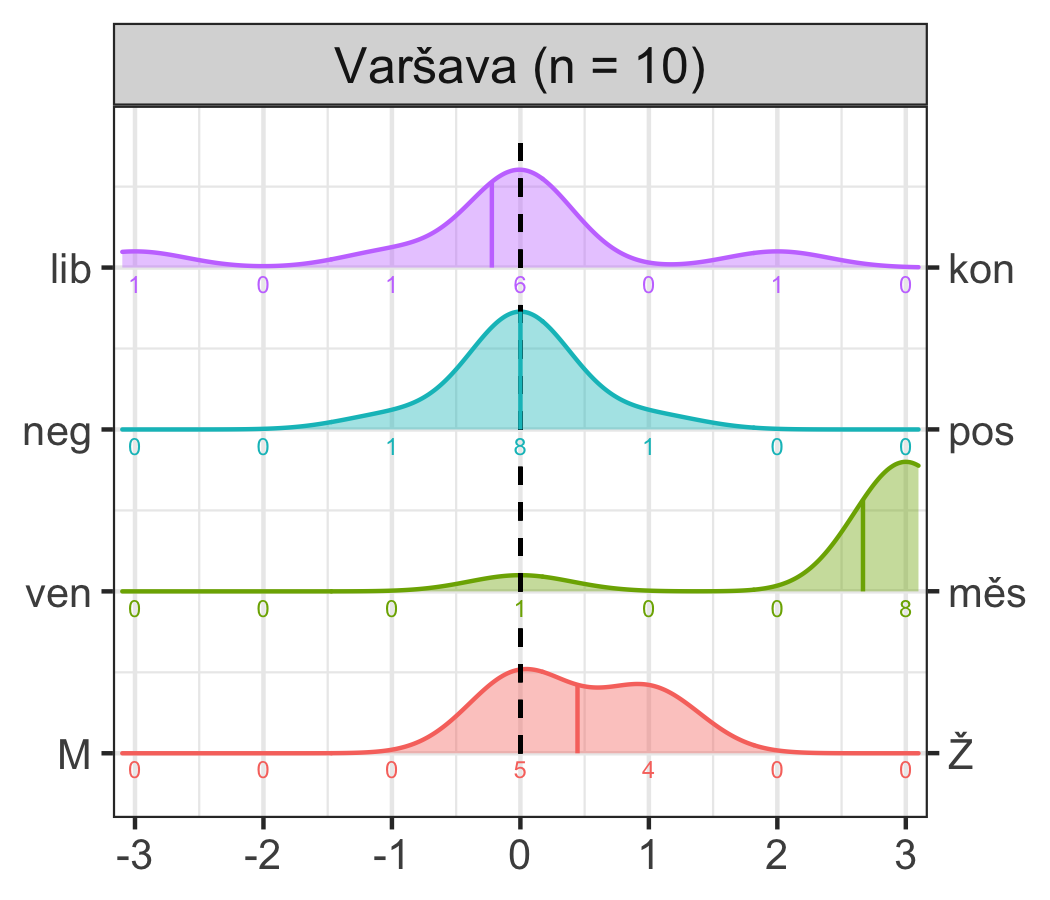 Varšava (n = 10)
lib kon
1 0 1 6 0 1 0
neg pos
0 0 1 8 1 0 0
ven měs
0 0 0 1 0 0 8
M Ž
0 0 0 5 4 0 0
-3 -2 -1 0 1 2 3